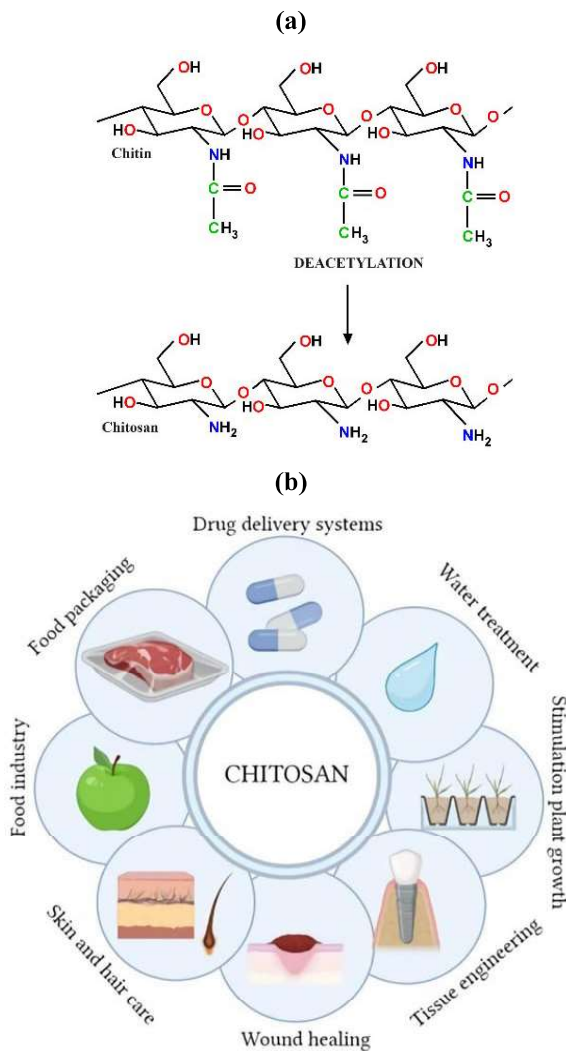 (a)
OH OH OH
O O O
O O O
HO HO HO
Chitin NH NH NH
C=O C=O C=O
CH3 CH3 CH3
DEACETYLATION
OH OH OH
O O O
O O O
HO HO HO
Chitosan NH2 NH2 NH2
(b)
Drug delivery systems
Food packaging
Water treatment
Food industry
CHITOSAN
Stimulation plant growth
Skin and hair care
Tissue engineering
Wound healing